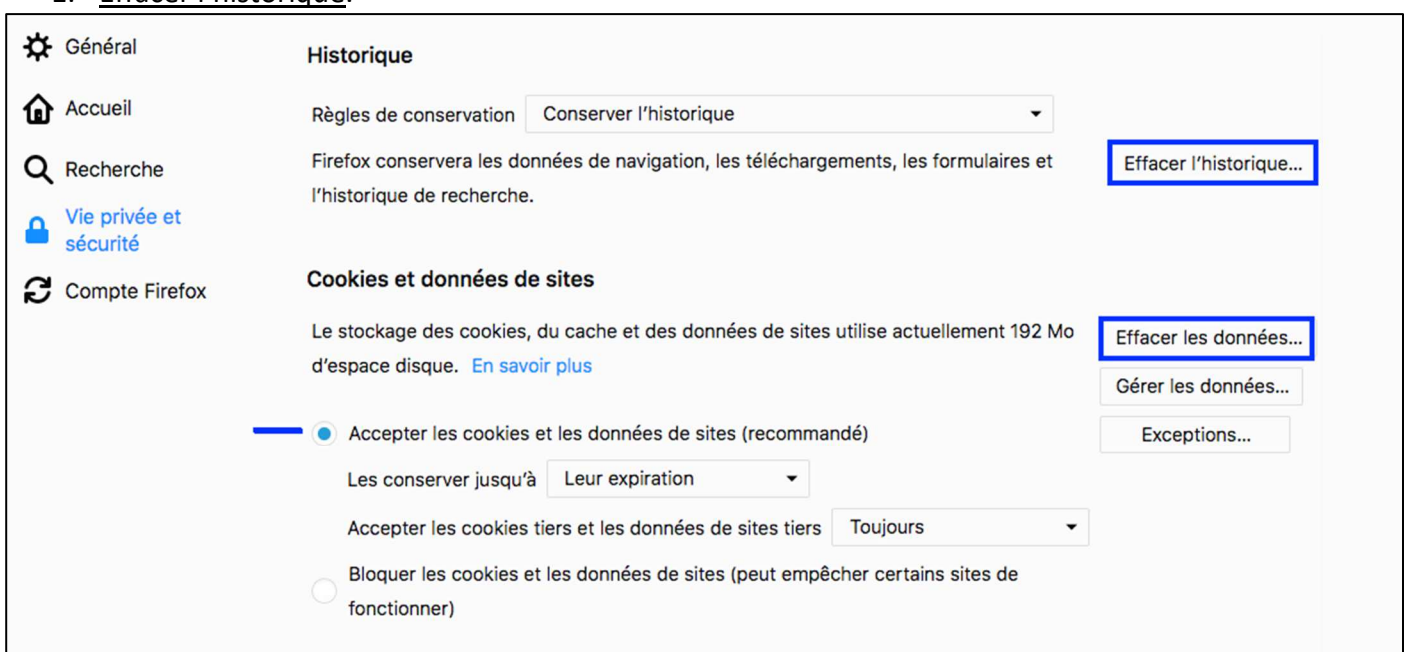 Effacer l'historique.
Général
Accueil
Recherche
Vie privée et
sécurité
Compte Firefox
Historique
Règles de conservation Conserver l'historique
Firefox conservera les données de navigation, les téléchargements, les formulaires et
l'historique de recherche.
Effacer l'historique...
Cookies et données de sites
Le stockage des cookies, du cache et des données de sites utilise actuellement 192 Mo
d'espace disque. En savoir plus
Effacer les données...
Gérer les données...
Exceptions...
Accepter les cookies et les données de sites (recommandé)
Les conserver jusqu'à Leur expiration
Accepter les cookies tiers et les données de sites tiers Toujours
Bloquer les cookies et les données de sites (peut empêcher certains sites de
fonctionner)